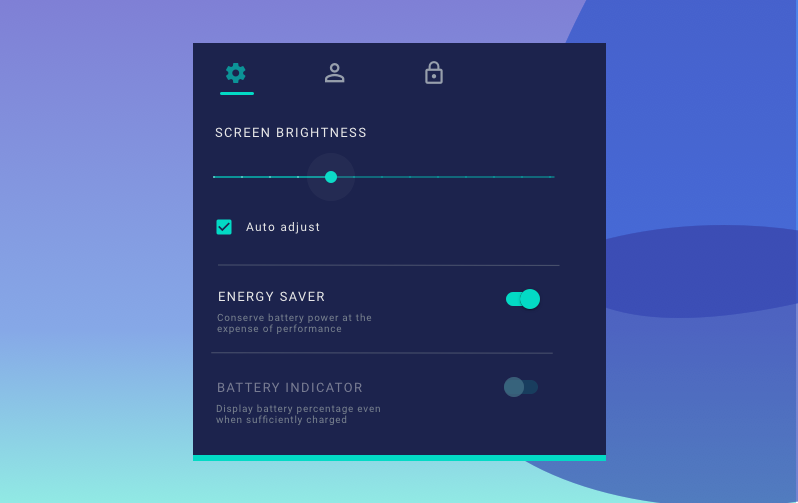 SCREEN BRIGHTNESS
Auto adjust
ENERGY SAVER
Conserve battery power at the
expense of performance
BATTERY INDICATOR
Display battery percentage even
when sufficiently charged